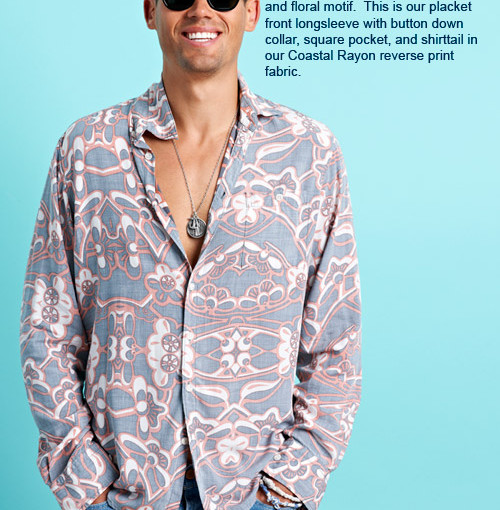 and floral motif.  This is our placket
front longsleeve with button down
collar, square pocket, and shirttail in
our Coastal Rayon reverse print
fabric.